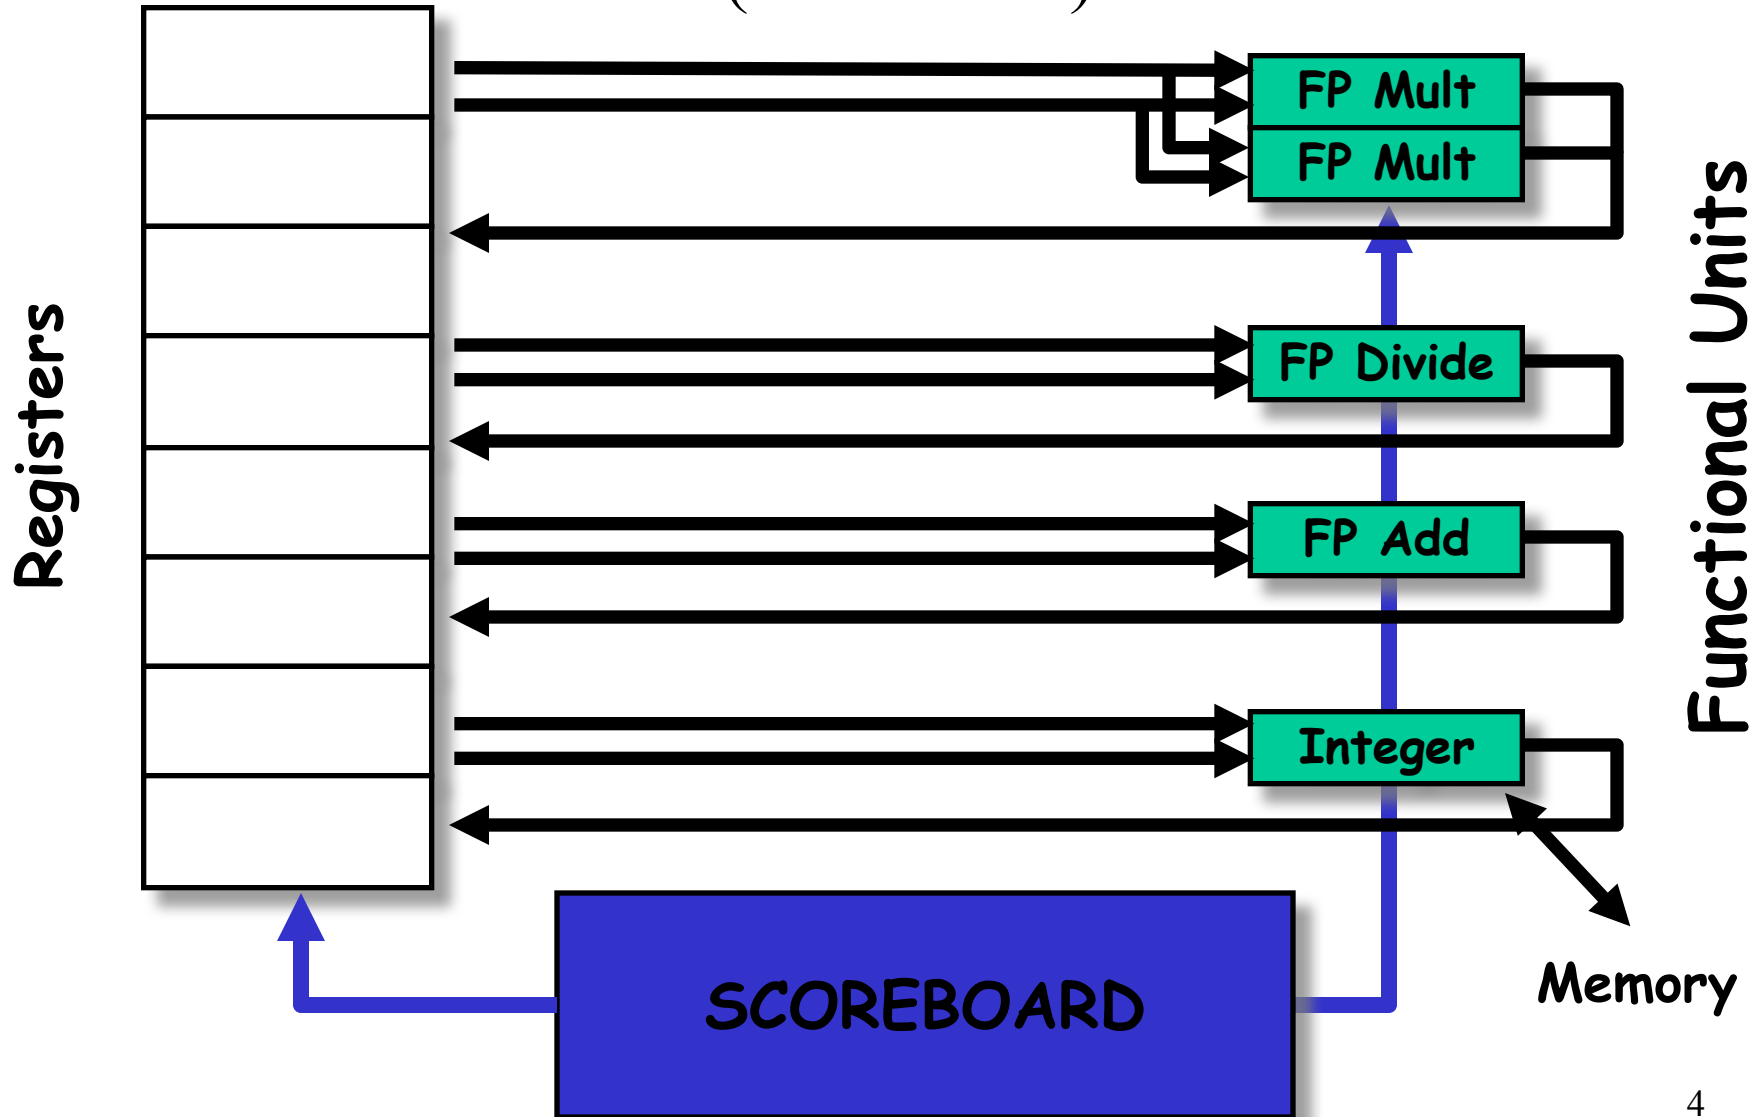 (                    )
Registers
FP Mult
FP Mult
FP Divide
FP Add
Integer
Functional Units
Memory
SCOREBOARD
4